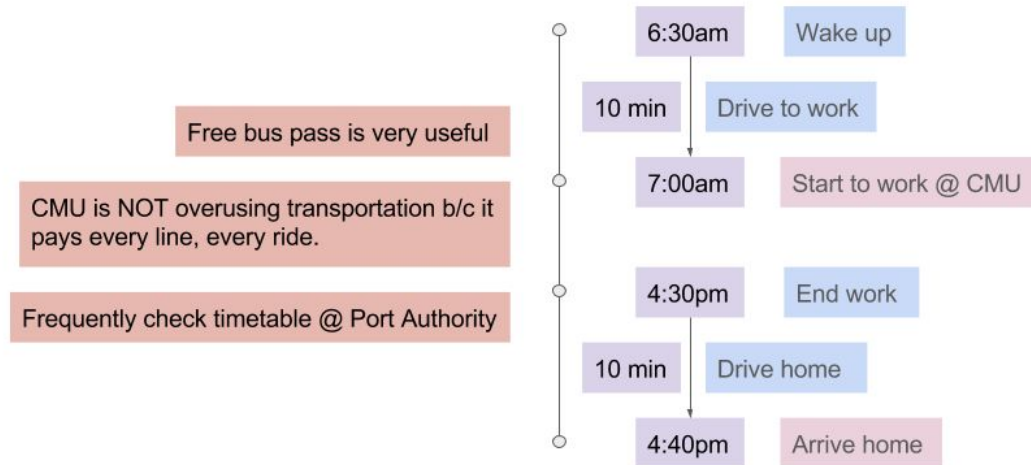 Free bus pass is very useful
CMU is NOT overusing transportation b/c it
pays every line, every ride.
Frequently check timetable @ Port Authority
6:30am Wake up
10 min Drive to work
7:00am Start to work @ CMU
4:30pm End work
10 min Drive home
4:40pm Arrive home